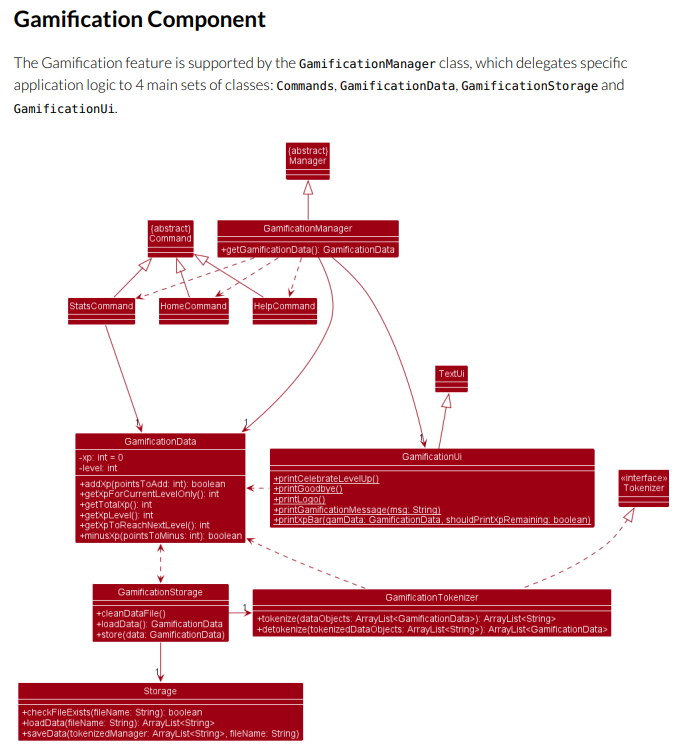 Gamification Component
The Gamification feature is supported by the GamificationManager class, which delegates specific
application logic to 4 main sets of classes: Commands, GamificationData, GamificationStorage and
GamificationUi.
{abstract}
Manager
{abstract}
Command
GamificationManager
+getGamificationData(): GamificationData
StatsCommand
HomeCommand
HelpCommand
TextUi
1
1
1
GamificationData
-xp: int = 0
-level: int
+addXp(pointsToAdd: int): boolean
+getXpForCurrentLevelOnly(): int
+getTotalXp(): int
+getXpLevel(): int
+getXpToReachNextLevel(): int
+minusXp(pointsToMinus: int): boolean
GamificationUi
+printCelebrateLevelUp()
+printGoodbye()
+printLogo()
+printGamificationMessage(msg: String)
+printXpBar(gamData: GamificationData, shouldPrintXpRemaining: boolean)
«interface»
Tokenizer
GamificationStorage
+cleanDataFile()
+loadData(): GamificationData
+store(data: GamificationData)
1
GamificationTokenizer
+tokenize(dataObjects: ArrayList<GamificationData>): ArrayList<String>
+detokenize(tokenizedDataObjects: ArrayList<String>): ArrayList<GamificationData>
1
Storage
+checkFileExists(fileName: String): boolean
+loadData(fileName: String): ArrayList<String>
+saveData(tokenizedManager: ArrayList<String>, fileName: String)